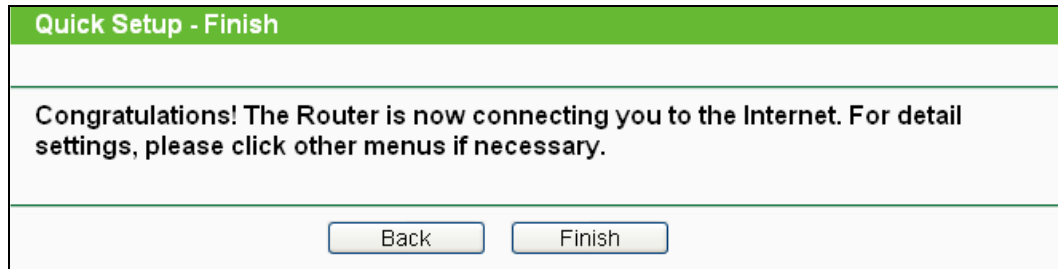 Quick Setup - Finish
Congratulations! The Router is now connecting you to the Internet. For detail
settings, please click other menus if necessary.
Back Finish